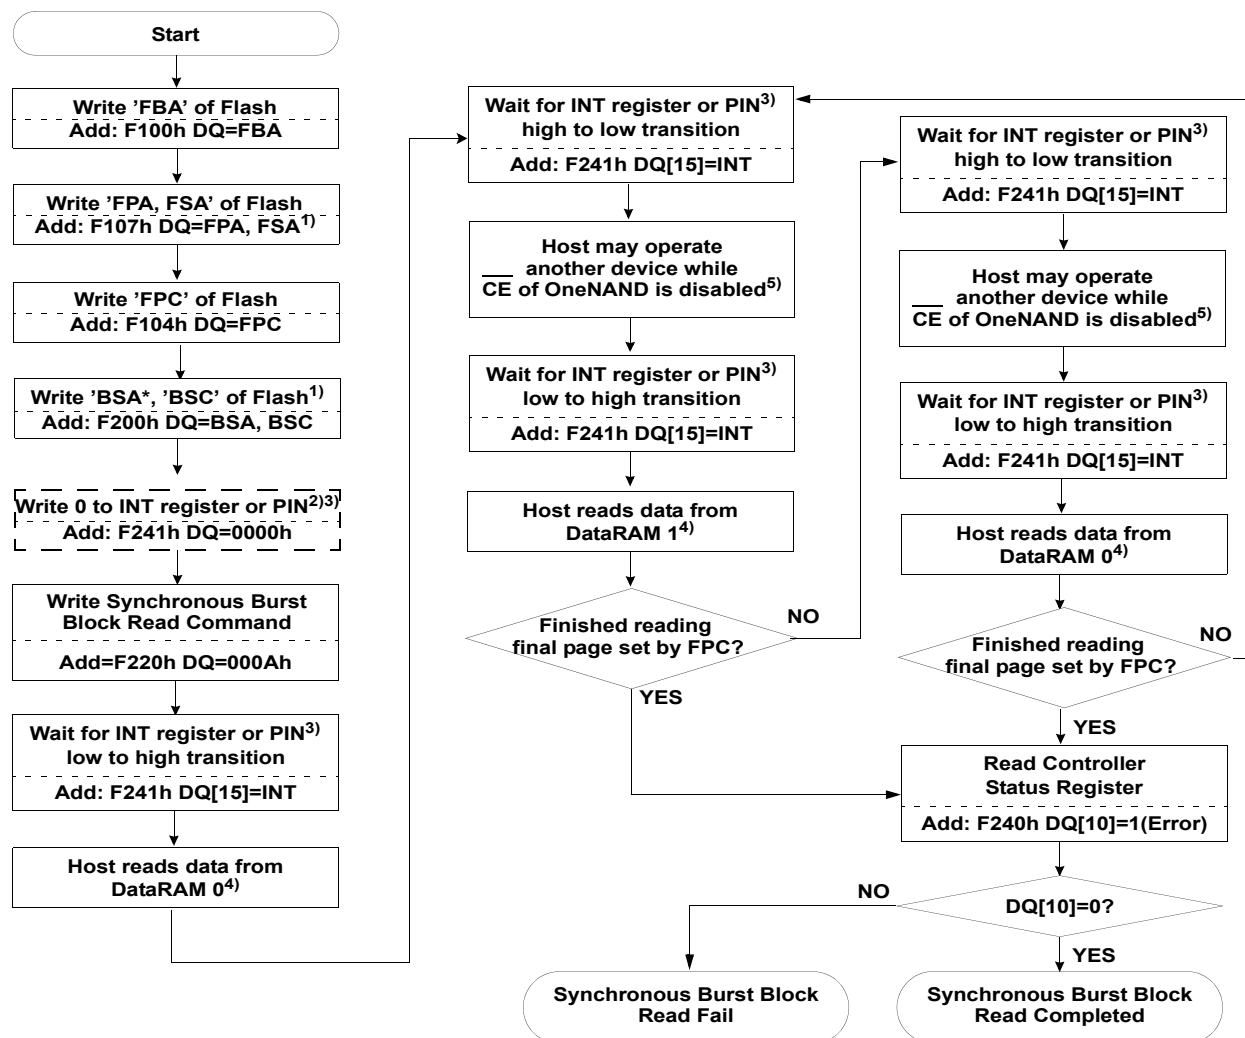 Start
Write ’FBA’ of Flash
Add: F100h DQ=FBA
Write ’FPA, FSA’ of Flash
Add: F107h DQ=FPA, FSA1)
Write ’FPC’ of Flash
Add: F104h DQ=FPC
Write ’BSA*, ’BSC’ of Flash1)
Add: F200h DQ=BSA, BSC
Write 0 to INT register or PIN2)3)
Add: F241h DQ=0000h
Write Synchronous Burst
Block Read Command
Add=F220h DQ=000Ah
Wait for INT register or PIN3)
low to high transition
Add: F241h DQ[15]=INT
Host reads data from
DataRAM 04)
Wait for INT register or PIN3)
high to low transition
Add: F241h DQ[15]=INT
Host may operate
another device while
CE of OneNAND is disabled5)
Wait for INT register or PIN3)
low to high transition
Add: F241h DQ[15]=INT
Host reads data from
DataRAM 14)
Finished reading
final page set by FPC?
NO
YES
Wait for INT register or PIN3)
high to low transition
Add: F241h DQ[15]=INT
Host may operate
another device while
CE of OneNAND is disabled5)
Wait for INT register or PIN3)
low to high transition
Add: F241h DQ[15]=INT
Host reads data from
DataRAM 04)
Finished reading
final page set by FPC?
NO
YES
Read Controller
Status Register
Add: F240h DQ[10]=1(Error)
DQ[10]=0?
NO
YES
Synchronous Burst Block
Read Fail
Synchronous Burst Block
Read Completed